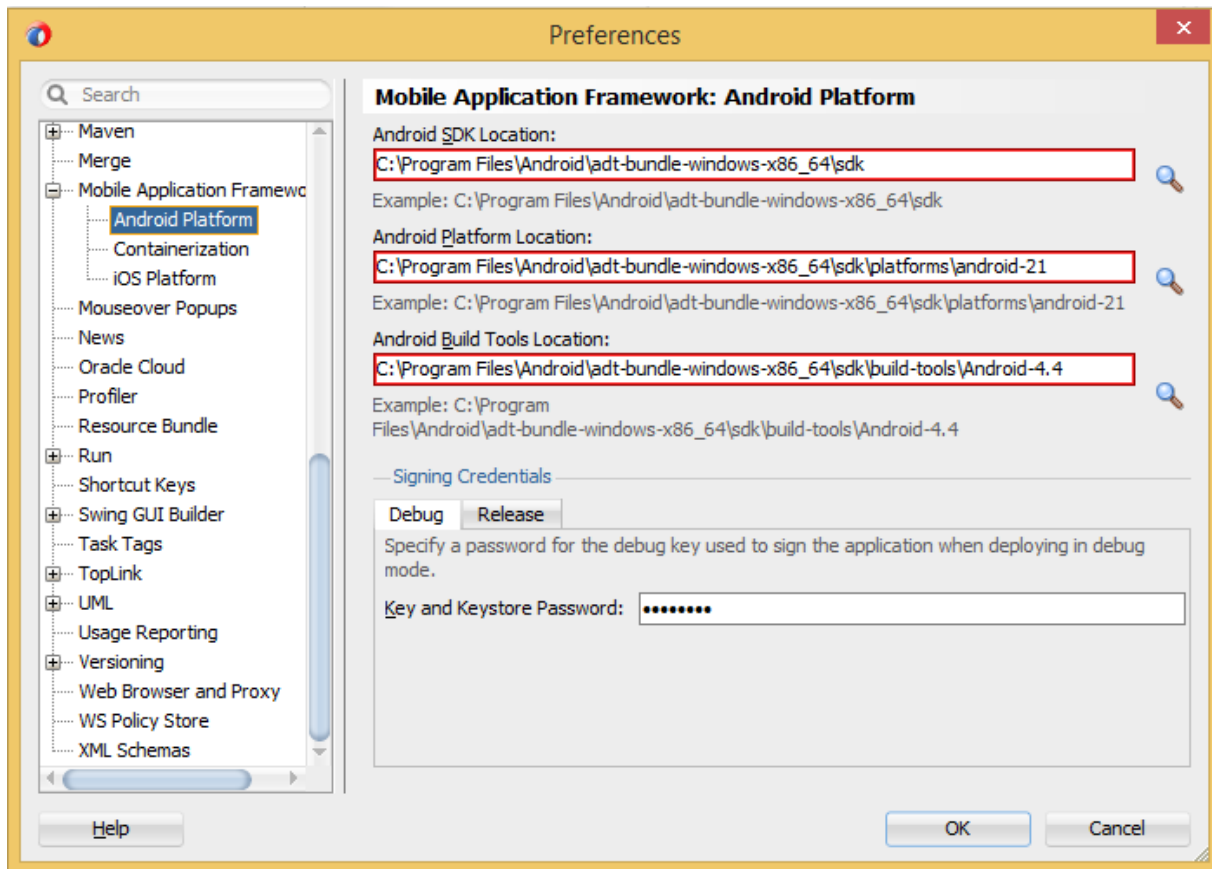 Preferences
Search
Maven
Merge
Mobile Application Framewo
Android Platform
Containerization
iOS Platform
Mouseover Popups
News
Oracle Cloud
Profiler
Resource Bundle
Run
Shortcut Keys
Swing GUI Builder
Task Tags
TopLink
UML
Usage Reporting
Versioning
Web Browser and Proxy
WS Policy Store
XML Schemas
Mobile Application Framework: Android Platform
Android SDK Location:
C:\Program Files\Android\adt-bundle-windows-x86_64\sdk
Example: C:\Program Files\Android\adt-bundle-windows-x86_64\sdk
Android Platform Location:
C:\Program Files\Android\adt-bundle-windows-x86_64\sdk\platforms\android-21
Example: C:\Program Files\Android\adt-bundle-windows-x86_64\sdk\platforms\android-21
Android Build Tools Location:
C:\Program Files\Android\adt-bundle-windows-x86_64\sdk\build-tools\Android-4.4
Example: C:\Program
Files\Android\adt-bundle-windows-x86_64\sdk\build-tools\Android-4.4
Signing Credentials
Debug Release
Specify a password for the debug key used to sign the application when deploying in debug
mode.
Key and Keystore Password: ••••••••
Help OK Cancel